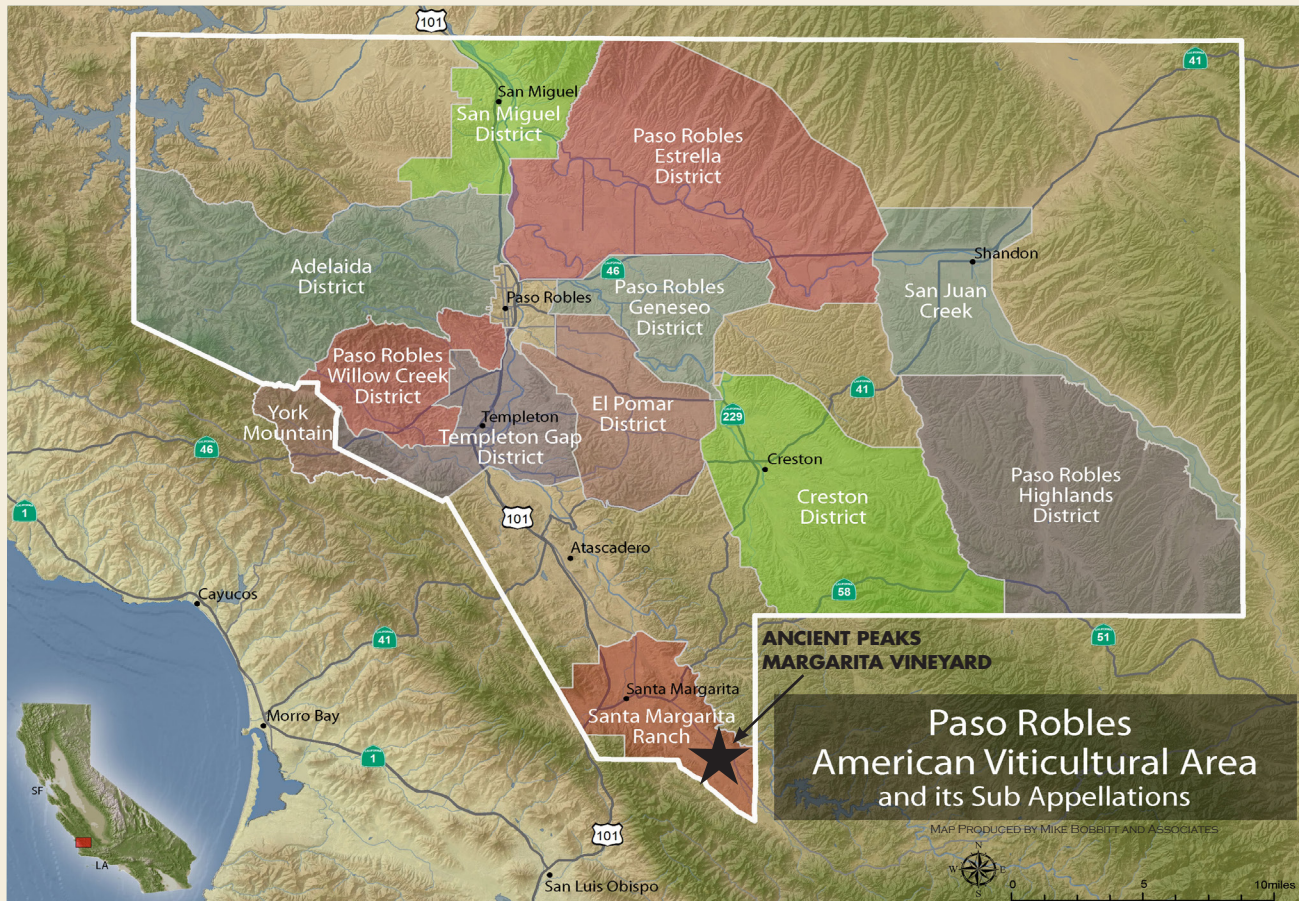 101
41
San Miguel
San Miguel
District
Paso Robles
Estrella
District
Adelaida
District
46
Shandon
Paso Robles
Paso Robles
Geneseo
District
San Juan
Creek
Paso Robles
Willow Creek
District
41
229
York
Mountain
El Pomar
District
Templeton
Templeton Gap
District
46
Creston
Creston
District
Paso Robles
Highlands
District
1
101
Atascadero
58
Cayucos
41
51
ANCIENT PEAKS
MARGARITA VINEYARD
Santa Margarita
Santa Margarita
Ranch
Morro Bay
1
Paso Robles
American Viticultural Area
and its Sub Appellations
MAP PRODUCED BY MIKE BOBBITT AND ASSOCIATES
SF
LA
101
San Luis Obispo
N
W
E
S
0 5 10miles